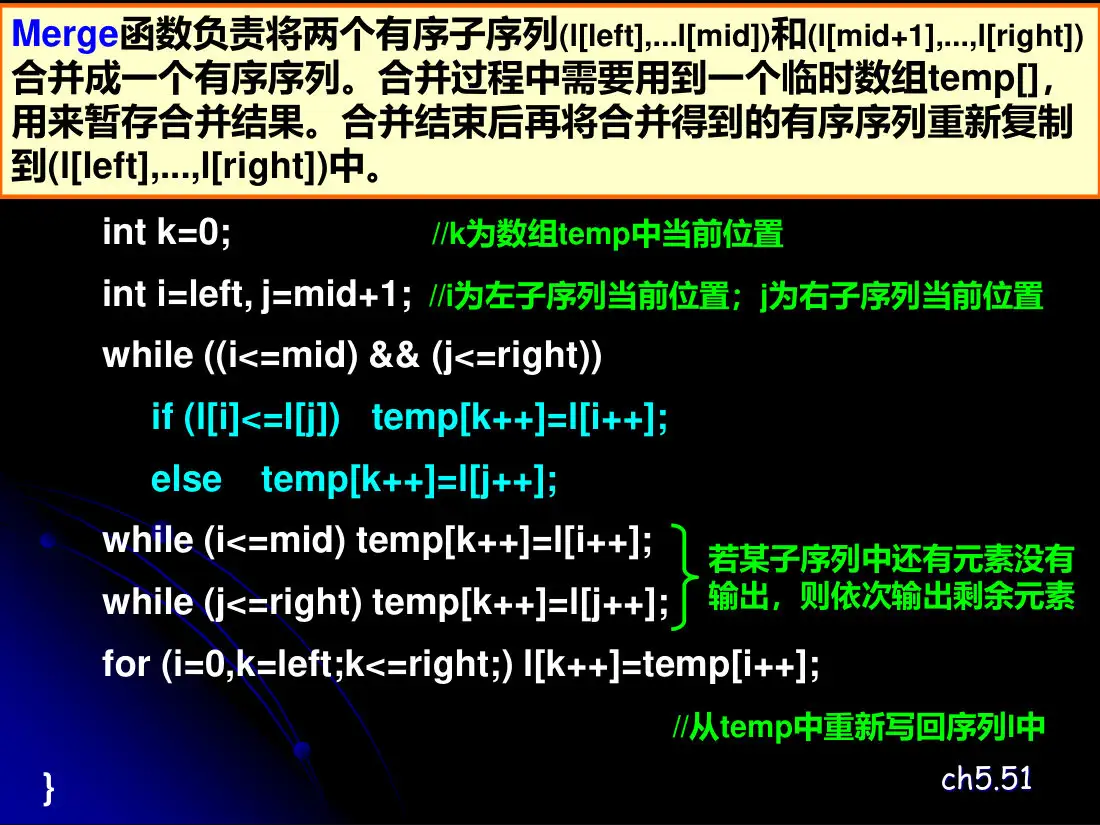 Merge函数负责将两个有序子序列(l[left],...l[mid])和(l[mid+1],...,l[right])
合并成一个有序序列。合并过程中需要用到一个临时数组temp[]，
用来暂存合并结果。合并结束后再将合并得到的有序序列重新复制
到(l[left],...,l[right])中。
int k=0; //k为数组temp中当前位置
int i=left, j=mid+1; //i为左子序列当前位置；j为右子序列当前位置
while ((i<=mid) && (j<=right))
if (l[i]<=l[j]) temp[k++]=l[i++];
else temp[k++]=l[j++];
while (i<=mid) temp[k++]=l[i++];
while (j<=right) temp[k++]=l[j++];
若某子序列中还有元素没有
输出，则依次输出剩余元素
for (i=0,k=left;k<=right;) l[k++]=temp[i++];
//从temp中重新写回序列l中
}
ch5.51